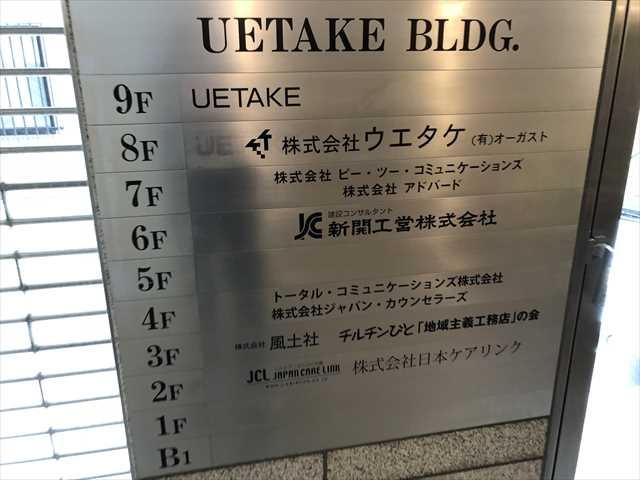 UETAKE BLDG.
9F UETAKE
8F 株式会社ウエタケ (有)オーガスト
7F 株式会社 ピー・ツー・コミュニケーションズ
株式会社 アドバード
6F 建設コンサルタント
新開工営株式会社
5F
4F トータル・コミュニケーションズ株式会社
株式会社ジャパン・カウンセラーズ
3F 株式会社 風土社 チルチンびと「地域主義工務店」の会
2F JCL JAPAN CARE LINK 株式会社日本ケアリンク
1F
B1